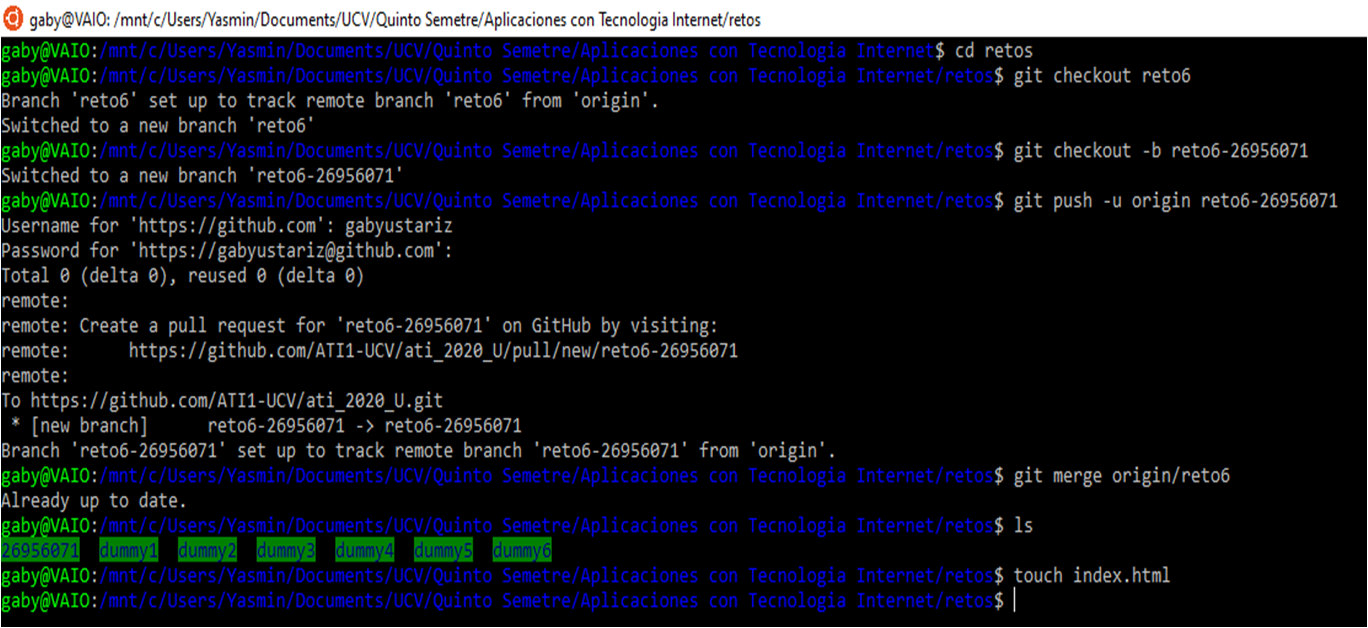 gaby@VAIO: /mnt/c/Users/Yasmin/Documents/UCV/Quinto Semetre/Aplicaciones con Tecnologia Internet/retos
gaby@VAIO:/mnt/c/Users/Yasmin/Documents/UCV/Quinto Semetre/Aplicaciones con Tecnologia Internet$ cd retos
gaby@VAIO:/mnt/c/Users/Yasmin/Documents/UCV/Quinto Semetre/Aplicaciones con Tecnologia Internet/retos$ git checkout reto6
Branch 'reto6' set up to track remote branch 'reto6' from 'origin'.
Switched to a new branch 'reto6'
gaby@VAIO:/mnt/c/Users/Yasmin/Documents/UCV/Quinto Semetre/Aplicaciones con Tecnologia Internet/retos$ git checkout -b reto6-26956071
Switched to a new branch 'reto6-26956071'
gaby@VAIO:/mnt/c/Users/Yasmin/Documents/UCV/Quinto Semetre/Aplicaciones con Tecnologia Internet/retos$ git push -u origin reto6-26956071
Username for 'https://github.com': gabyustariz
Password for 'https://gabyustariz@github.com':
Total 0 (delta 0), reused 0 (delta 0)
remote:
remote: Create a pull request for 'reto6-26956071' on GitHub by visiting:
remote:      https://github.com/ATI1-UCV/ati_2020_U/pull/new/reto6-26956071
remote:
To https://github.com/ATI1-UCV/ati_2020_U.git
 * [new branch]      reto6-26956071 -> reto6-26956071
Branch 'reto6-26956071' set up to track remote branch 'reto6-26956071' from 'origin'.
gaby@VAIO:/mnt/c/Users/Yasmin/Documents/UCV/Quinto Semetre/Aplicaciones con Tecnologia Internet/retos$ git merge origin/reto6
Already up to date.
gaby@VAIO:/mnt/c/Users/Yasmin/Documents/UCV/Quinto Semetre/Aplicaciones con Tecnologia Internet/retos$ ls
26956071  dummy1  dummy2  dummy3  dummy4  dummy5  dummy6
gaby@VAIO:/mnt/c/Users/Yasmin/Documents/UCV/Quinto Semetre/Aplicaciones con Tecnologia Internet/retos$ touch index.html
gaby@VAIO:/mnt/c/Users/Yasmin/Documents/UCV/Quinto Semetre/Aplicaciones con Tecnologia Internet/retos$